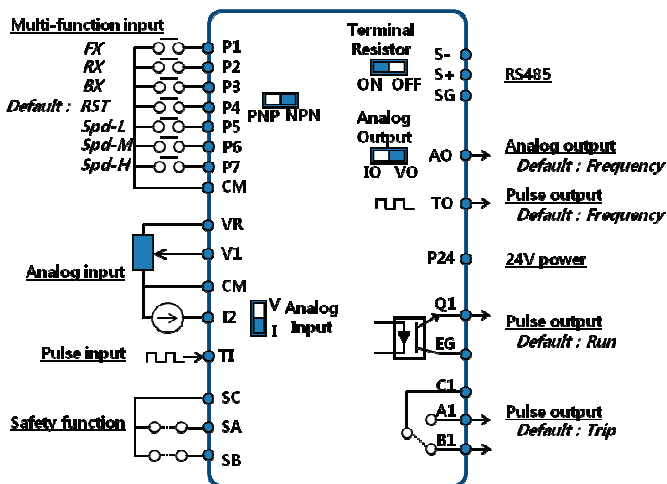 Multi-function input
FX P1
RX P2
BX P3
Default : RST P4
Spd-L P5
Spd-M P6
Spd-H P7
CM
PNP NPN
VR
V1
Analog input
CM
I2
V
I
Analog
Input
Pulse input
TI
SC
Safety function
SA
SB
Terminal
Resistor
ON OFF
S-
S+
SG
RS485
Analog
Output
IO VO
AO
Analog output
Default : Frequency
TO
Pulse output
Default : Frequency
P24
24V power
Q1
EG
Pulse output
Default : Run
C1
A1
B1
Pulse output
Default : Trip